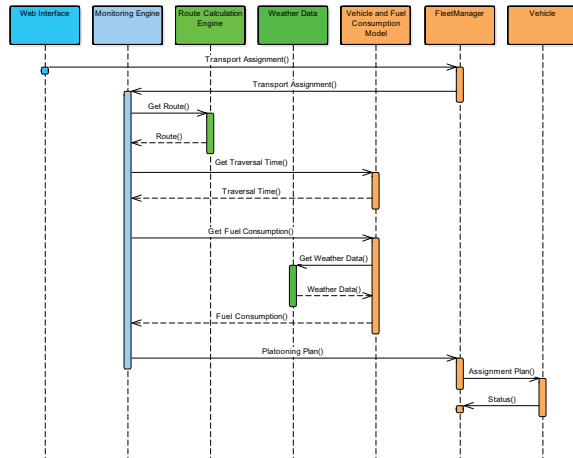 Web Interface
Monitoring Engine
Route Calculation
Engine
Weather Data
Vehicle and Fuel
Consumption
Model
FleetManager
Vehicle
Transport Assignment()
Transport Assignment()
Get Route()
Route()
Get Traversal Time()
Traversal Time()
Get Fuel Consumption()
Get Weather Data()
Weather Data()
Fuel Consumption()
Platooning Plan()
Assignment Plan()
Status()